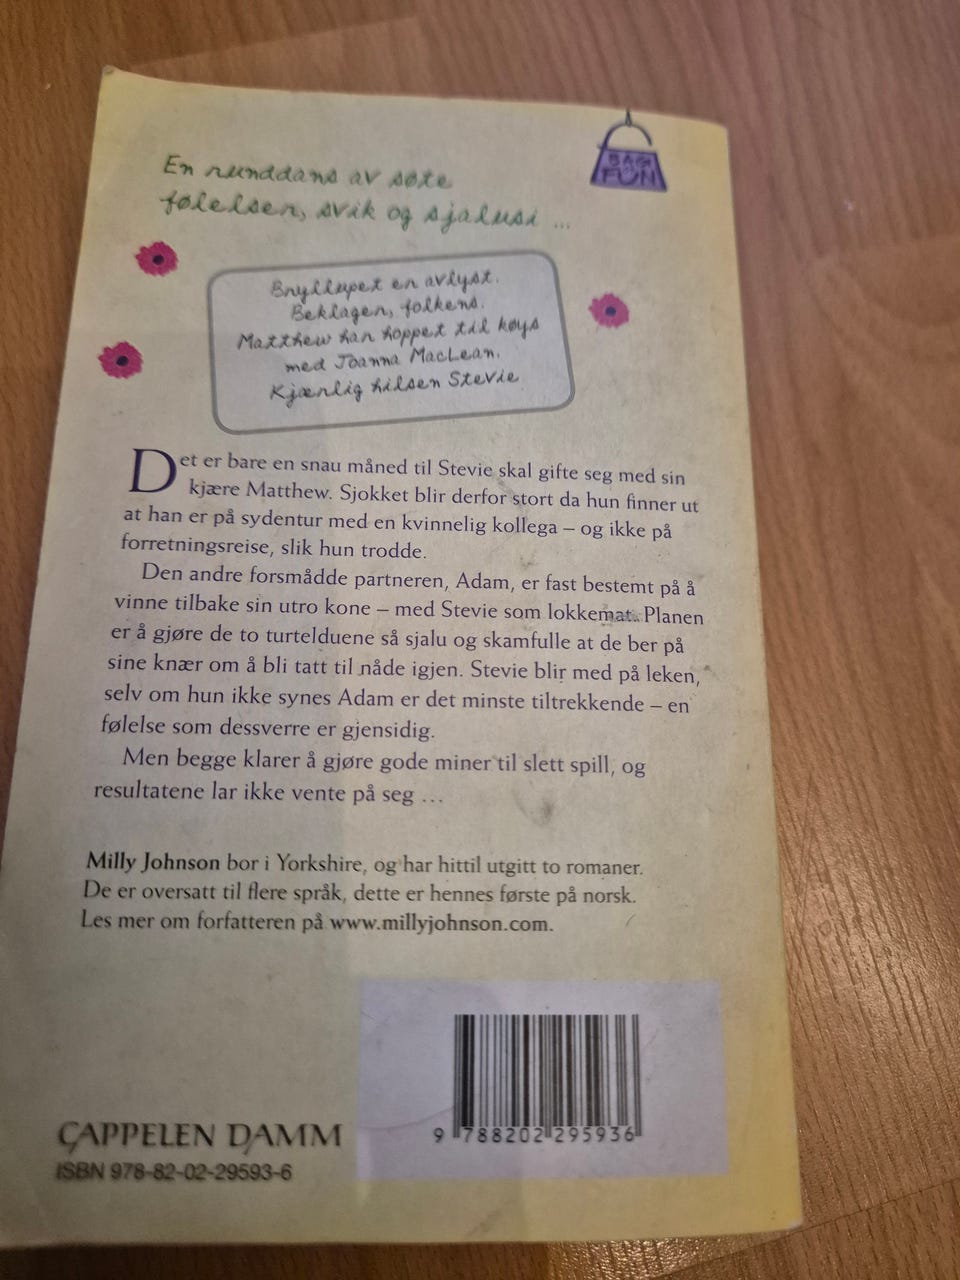 BAG
OF
FUN
En runddans av søte
følelser, svik og sjalusi ...
Bryllupet er avlyst.
Beklager, folkens.
Matthew har hoppet til køys
med Joanna MacLean.
Kjærlig hilsen Stevie
Det er bare en snau måned til Stevie skal gifte seg med sin
kjære Matthew. Sjokket blir derfor stort da hun finner ut
at han er på sydentur med en kvinnelig kollega – og ikke på
forretningsreise, slik hun trodde.
Den andre forsmådde partneren, Adam, er fast bestemt på å
vinne tilbake sin utro kone – med Stevie som lokkemat. Planen
er å gjøre de to turtelduene så sjalu og skamfulle at de ber på
sine knær om å bli tatt til nåde igjen. Stevie blir med på leken,
selv om hun ikke synes Adam er det minste tiltrekkende – en
følelse som dessverre er gjensidig.
Men begge klarer å gjøre gode miner til slett spill, og
resultatene lar ikke vente på seg ...
Milly Johnson bor i Yorkshire, og har hittil utgitt to romaner.
De er oversatt til flere språk, dette er hennes første på norsk.
Les mer om forfatteren på www.millyjohnson.com.
9 788202 295936
CAPPELEN DAMM
ISBN 978-82-02-29593-6